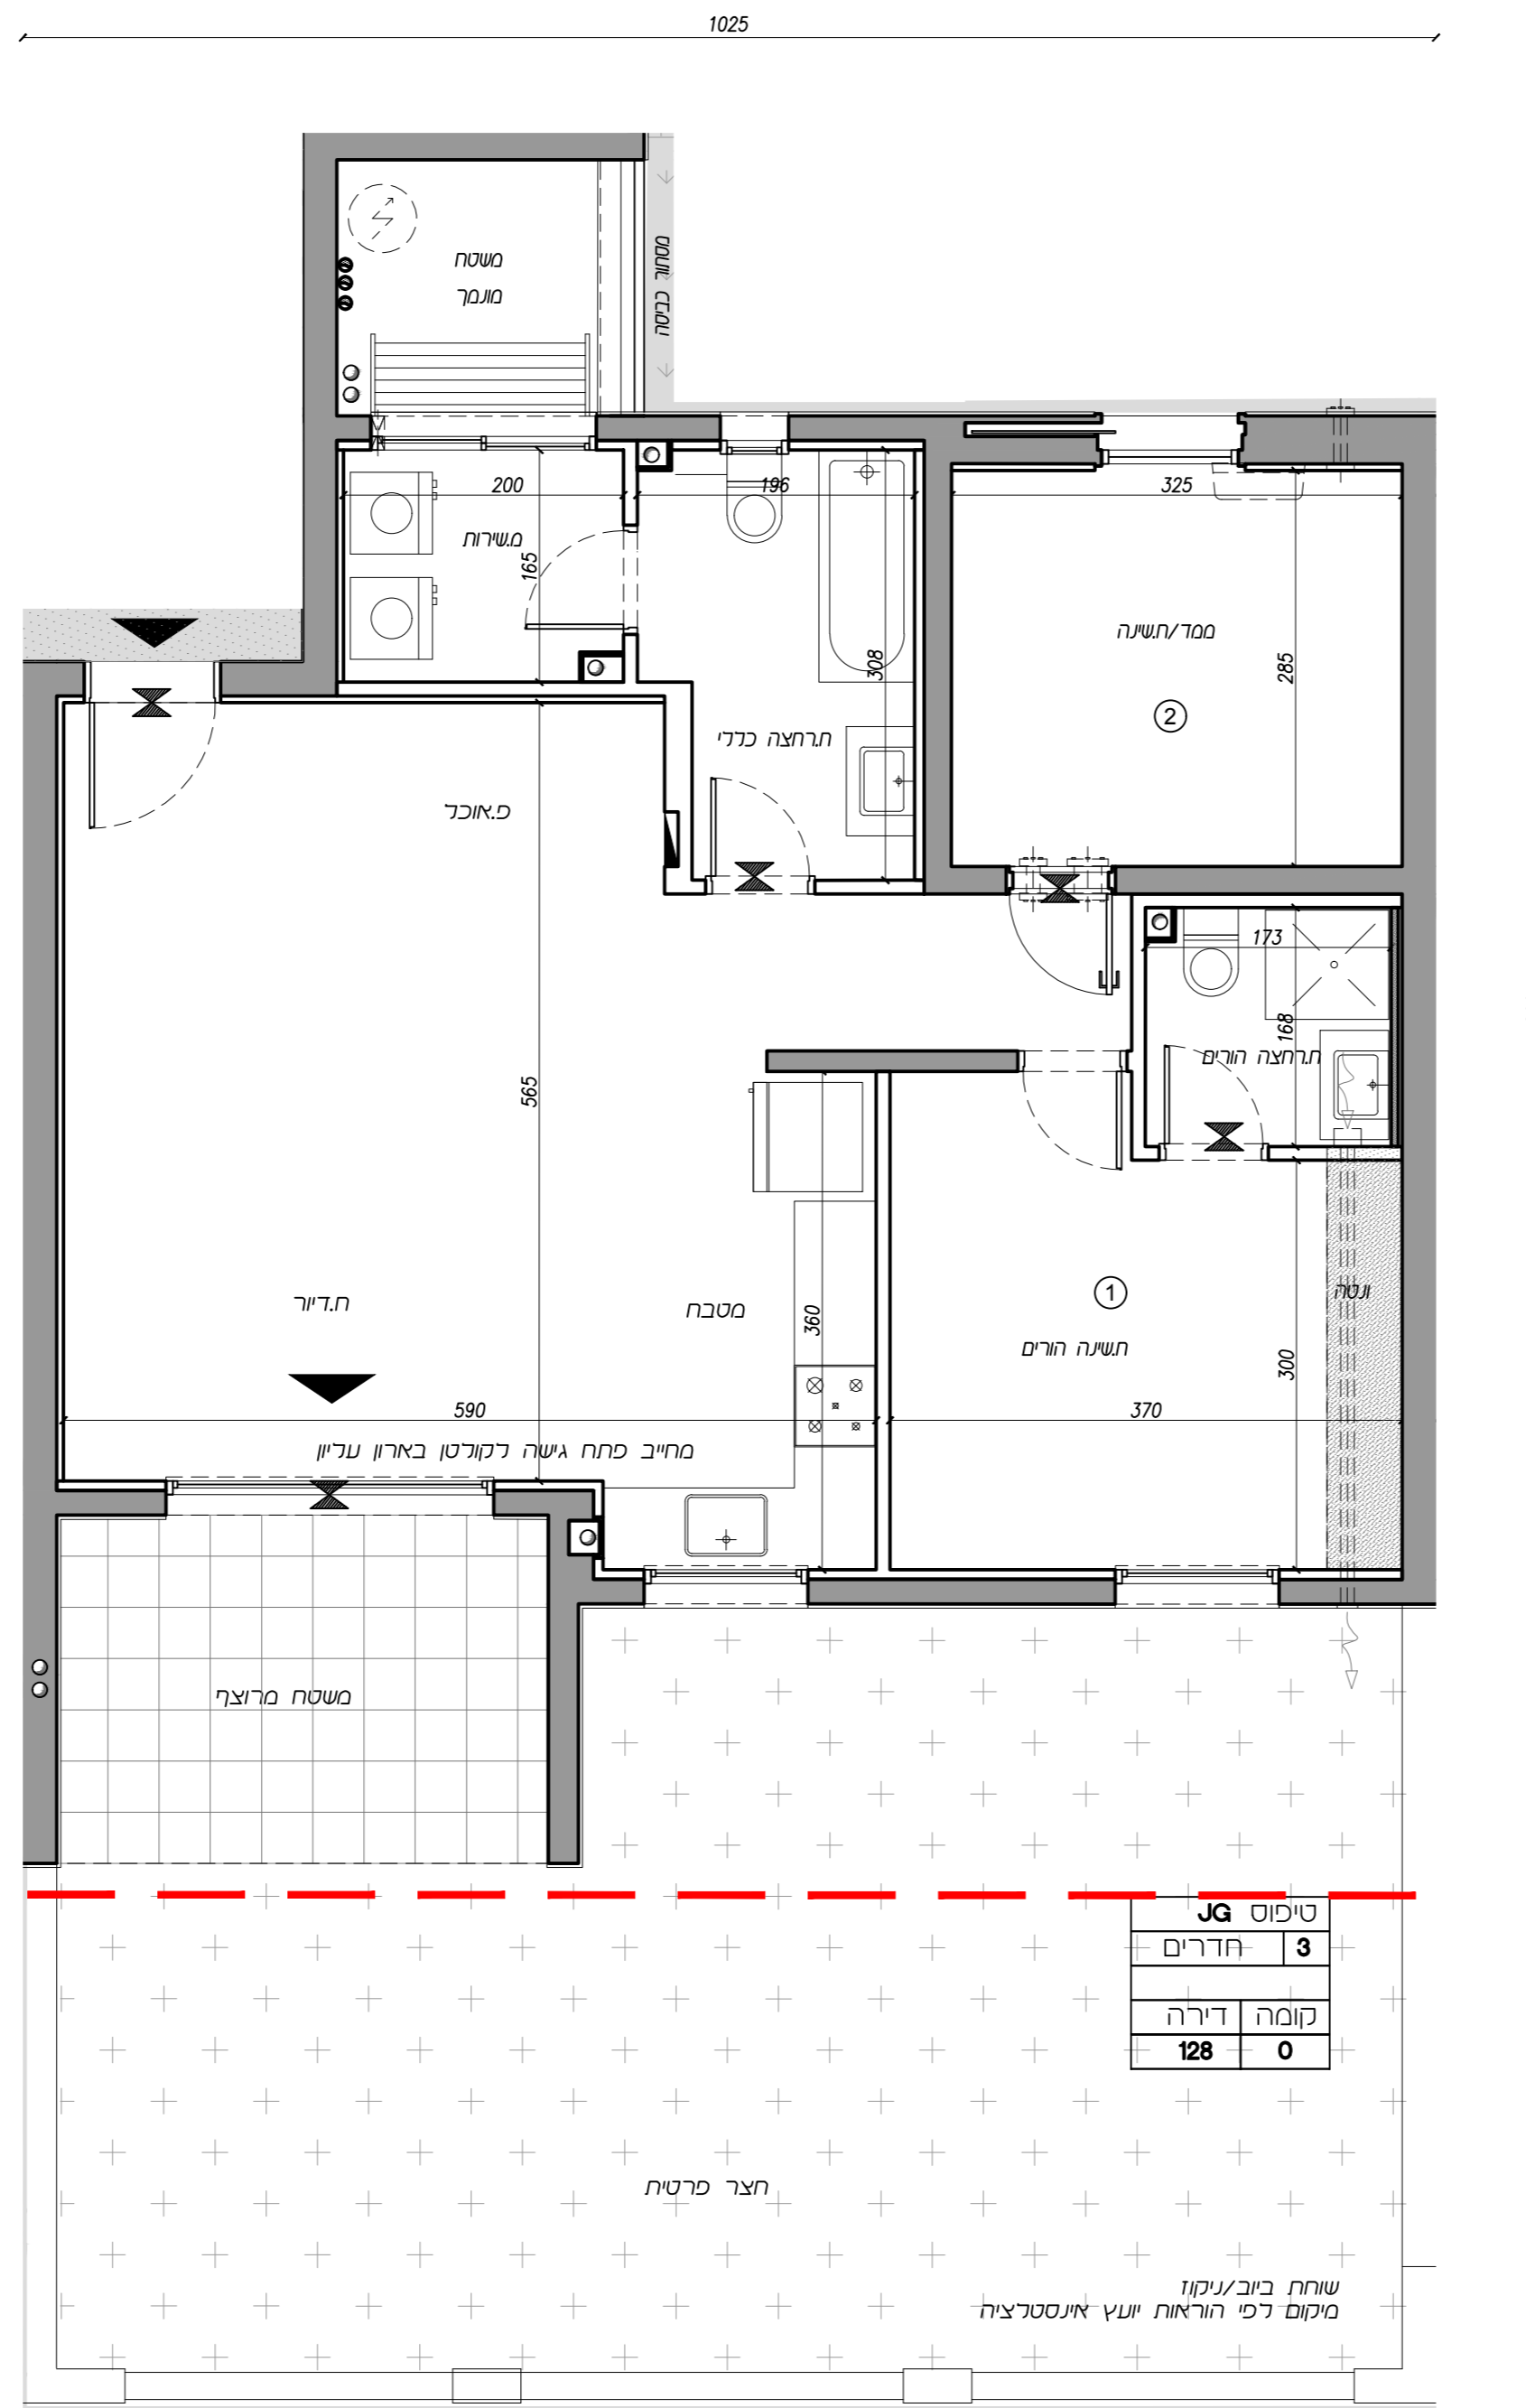 1025
משטח
מונמך
מסתור כביסה
200
196
325
מ.שירות
165
308
285
ממד/ח.שינה
2
ח.רחצה כללי
פ.אוכל
173
168
ח.רחצה הורים
565
360
ח.דיור
מטבח
1
ח.שינה הורים
ונטה
300
590
370
מחייב פתח גישה לקולטן בארון עליון
משטח מרוצף
טיפוס JG
3 חדרים
קומה דירה
0 128
חצר פרטית
שוחת ביוב/ניקוז
מיקום לפי הוראות יועץ אינסטלציה